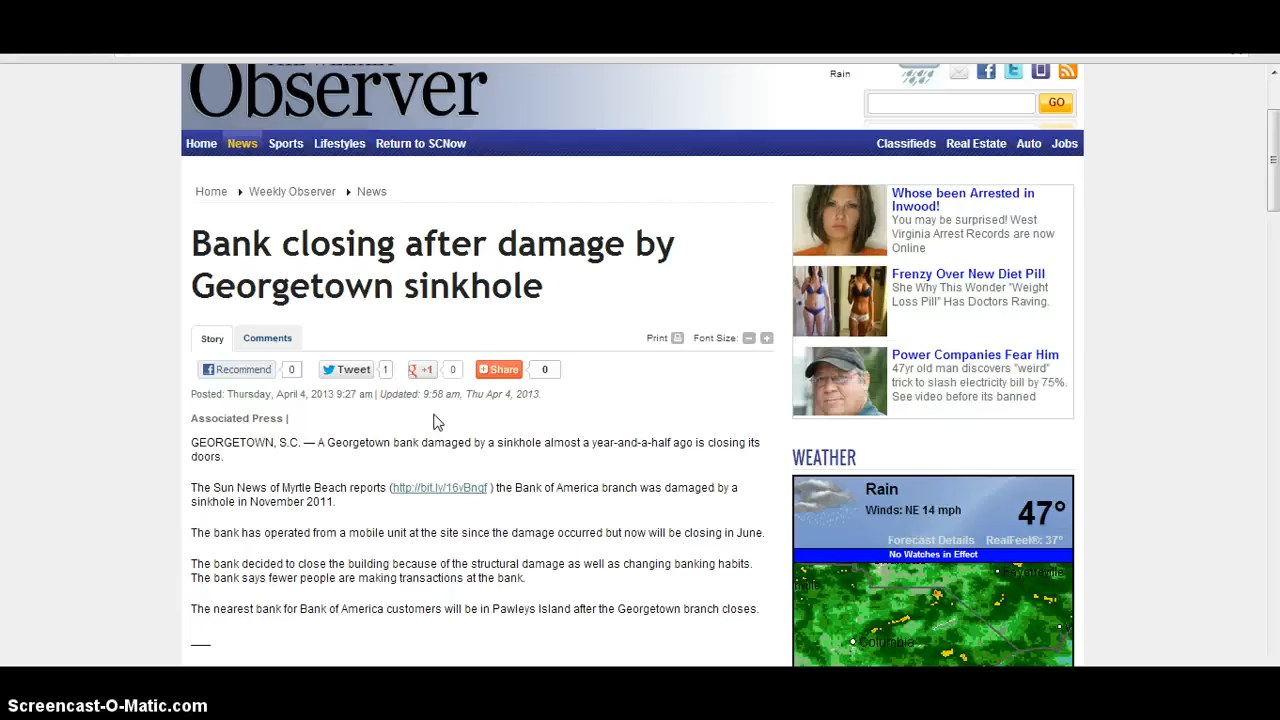 Observer
Rain
GO
Home News Sports Lifestyles Return to SCNow
Classifieds Real Estate Auto Jobs
Home Weekly Observer News
Bank closing after damage by
Georgetown sinkhole
Story Comments
Print Font Size:
Recommend 0 Tweet 1 +1 0 Share 0
Posted: Thursday, April 4, 2013 9:27 am | Updated: 9:58 am, Thu Apr 4, 2013.
Associated Press |
GEORGETOWN, S.C. — A Georgetown bank damaged by a sinkhole almost a year-and-a-half ago is closing its
doors.
The Sun News of Myrtle Beach reports (http://bit.ly/16vBnqf ) the Bank of America branch was damaged by a
sinkhole in November 2011.
The bank has operated from a mobile unit at the site since the damage occurred but now will be closing in June.
The bank decided to close the building because of the structural damage as well as changing banking habits.
The bank says fewer people are making transactions at the bank.
The nearest bank for Bank of America customers will be in Pawleys Island after the Georgetown branch closes.
Whose been Arrested in
Inwood!
You may be surprised! West
Virginia Arrest Records are now
Online
Frenzy Over New Diet Pill
She Why This Wonder "Weight
Loss Pill" Has Doctors Raving.
Power Companies Fear Him
47yr old man discovers "weird"
trick to slash electricity bill by 75%.
See video before its banned
WEATHER
Rain
Winds: NE 14 mph
47°
Forecast Details RealFeel®: 37°
No Watches in Effect
Fayetteville
Columbia
Screencast-O-Matic.com